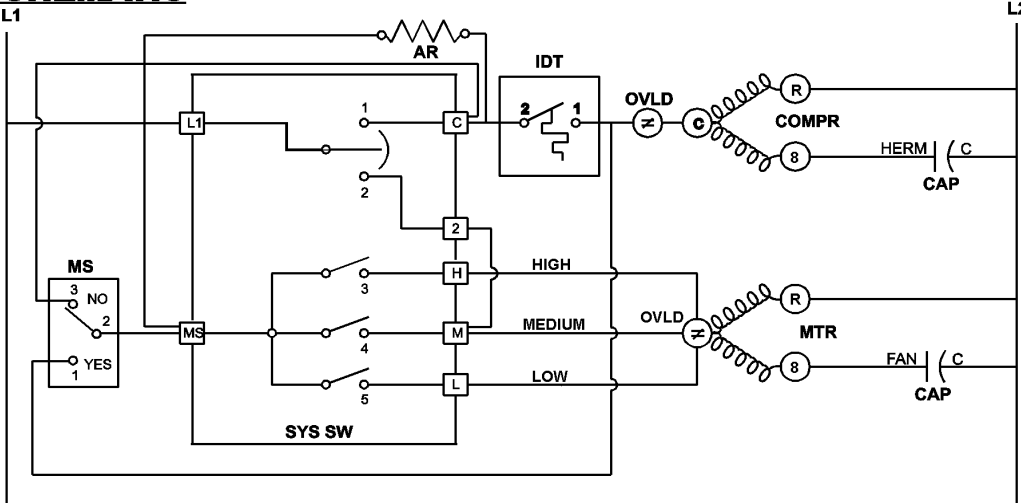 L1
L2
AR
IDT
2 1
OVLD
C
R
COMPR
8
HERM C
CAP
L1
1
C
2
2
MS
3 NO
2
1 YES
MS
3
4
5
H
M
L
HIGH
MEDIUM
LOW
SYS SW
OVLD
R
MTR
8
FAN C
CAP